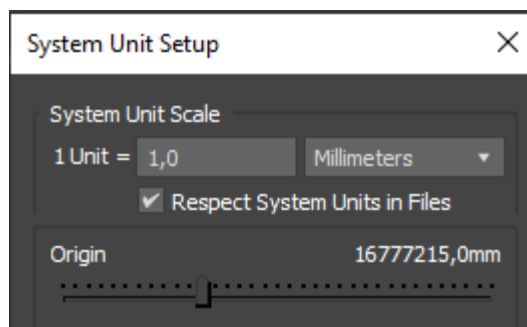 System Unit Setup
System Unit Scale
1 Unit = 1,0 Millimeters
Respect System Units in Files
Origin 16777215,0mm